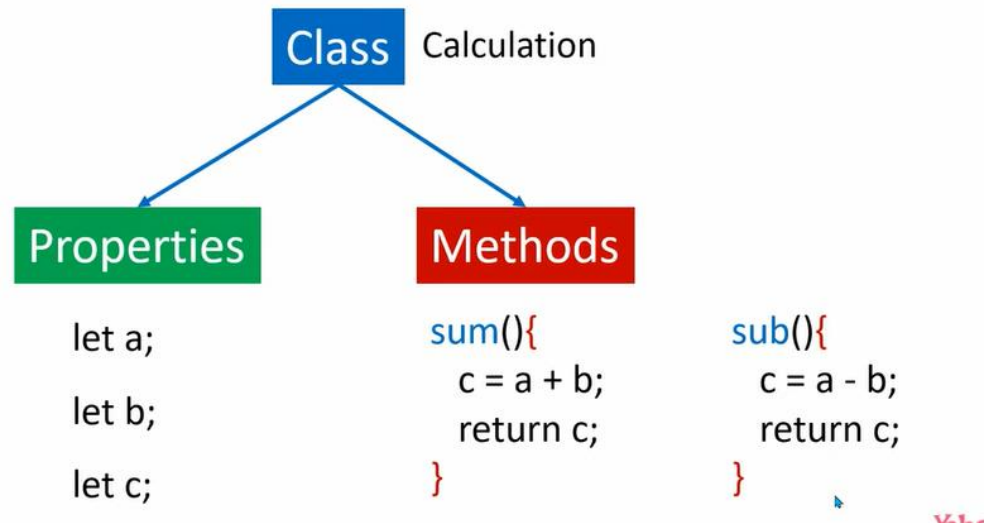 Class Calculation
Properties
Methods
let a;
let b;
let c;
sum(){
c = a + b;
return c;
}
sub(){
c = a - b;
return c;
}